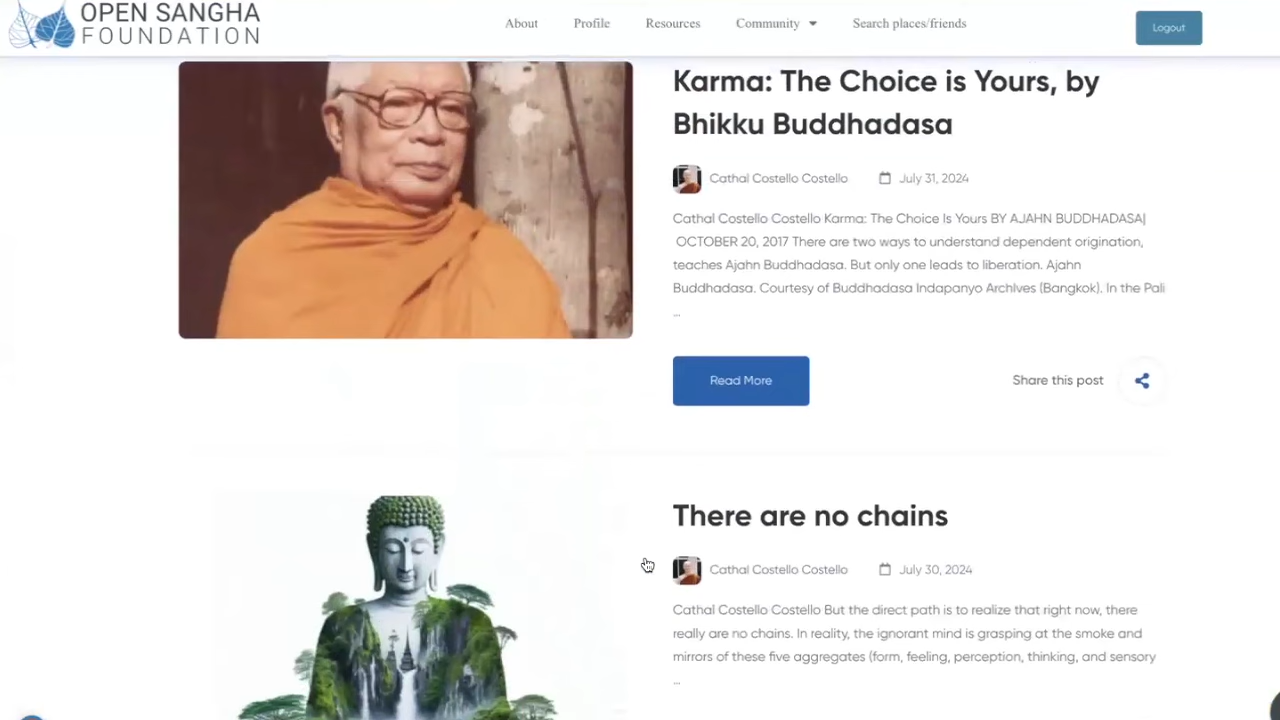 OPEN SANGHA
FOUNDATION
About
Profile
Resources
Community
Search places/friends
Logout
Karma: The Choice is Yours, by
Bhikku Buddhadasa
Cathal Costello Costello
July 31, 2024
Cathal Costello Costello Karma: The Choice Is Yours BY AJAHN BUDDHADASA|
OCTOBER 20, 2017 There are two ways to understand dependent origination,
teaches Ajahn Buddhadasa. But only one leads to liberation. Ajahn
Buddhadasa. Courtesy of Buddhadasa Indapanyo Archives (Bangkok). In the Pali
...
Read More
Share this post
There are no chains
Cathal Costello Costello
July 30, 2024
Cathal Costello Costello But the direct path is to realize that right now, there
really are no chains. In reality, the ignorant mind is grasping at the smoke and
mirrors of these five aggregates (form, feeling, perception, thinking, and sensory
...